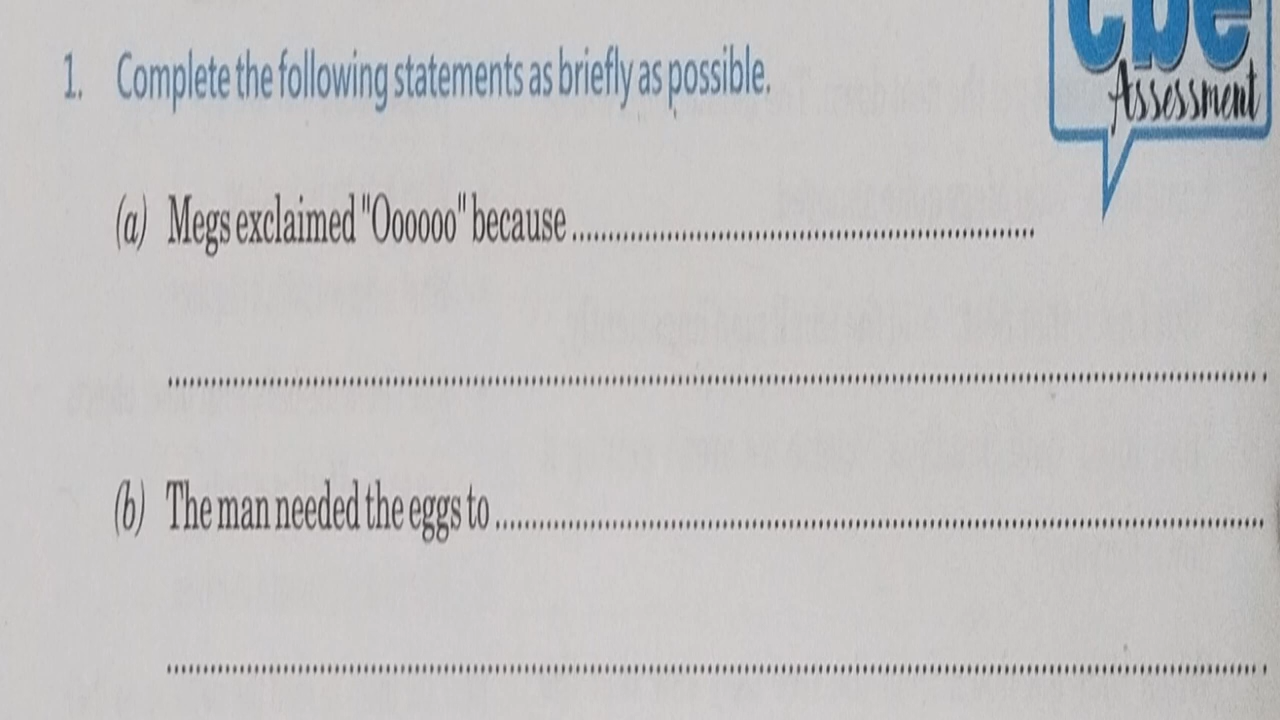 cbe
Assessment
1. Complete the following statements as briefly as possible.
(a) Megs exclaimed "Oooooo" because ..............................................................
........................................................................................................................
(b) The man needed the eggs to ........................................................................
........................................................................................................................